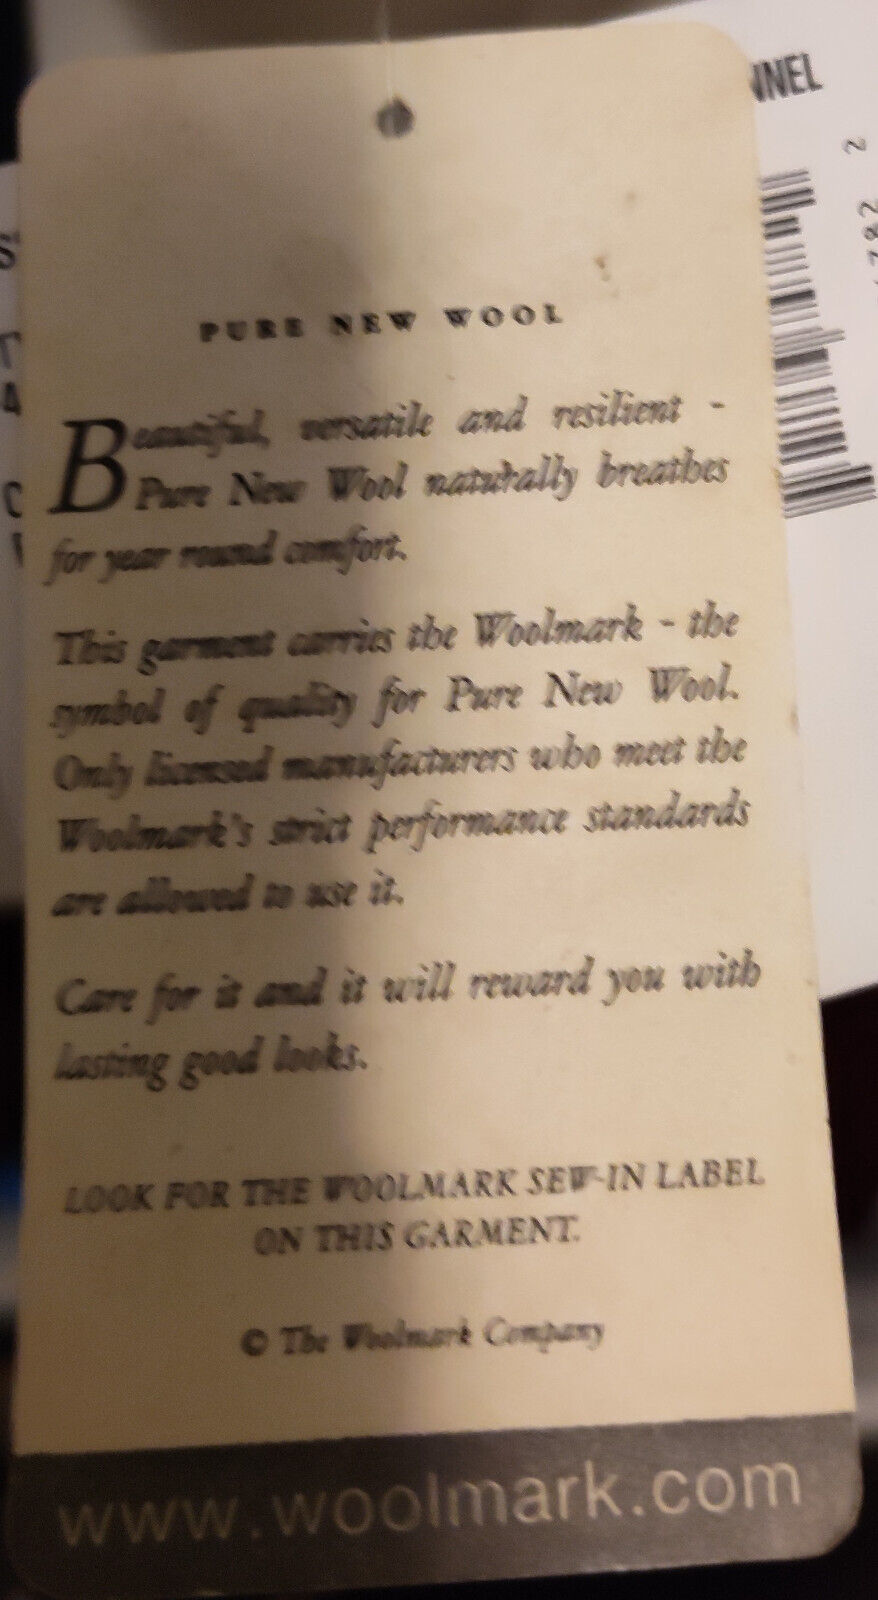 NNEL
PURE NEW WOOL
Beautiful, versatile and resilient -
Pure New Wool naturally breathes
for year round comfort.
This garment carries the Woolmark - the
symbol of quality for Pure New Wool.
Only licensed manufacturers who meet the
Woolmark's strict performance standards
are allowed to use it.
Care for it and it will reward you with
lasting good looks.
LOOK FOR THE WOOLMARK SEW-IN LABEL
ON THIS GARMENT.
© The Woolmark Company
www.woolmark.com